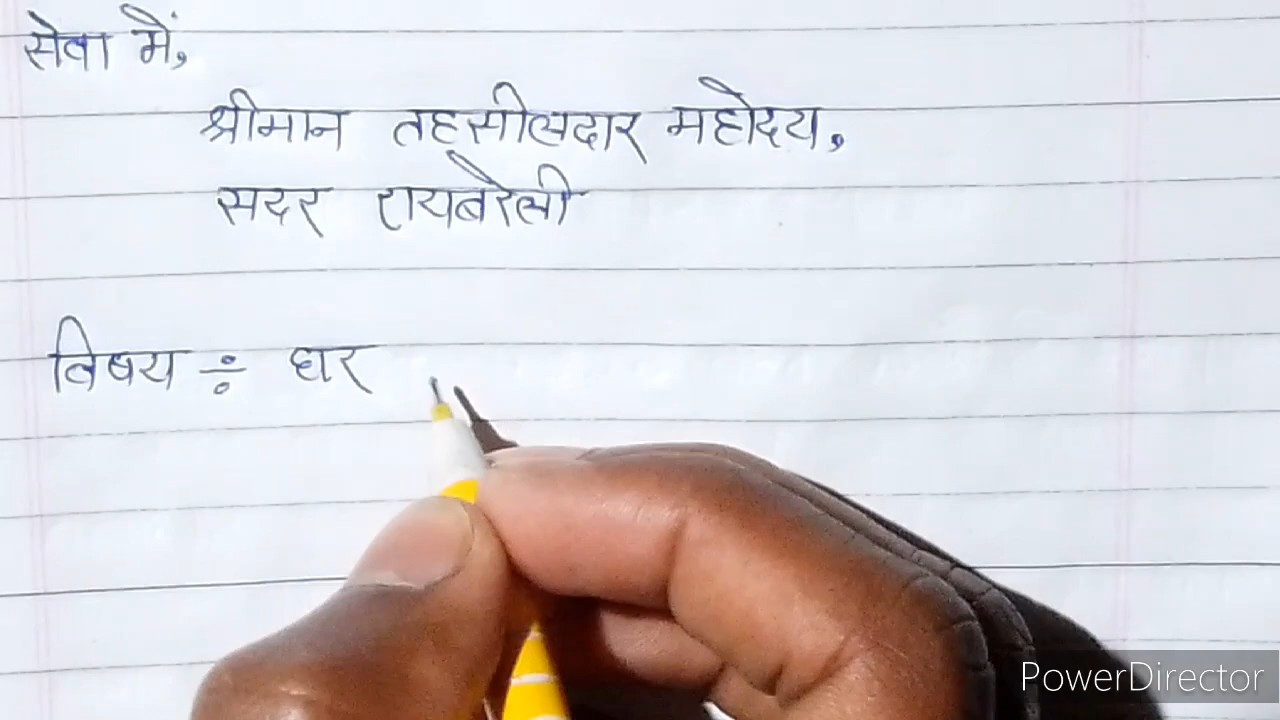 सेवा में,
श्रीमान तहसीलदार महोदय,
सदर रायबरेली
विषय ÷ घर
PowerDirector